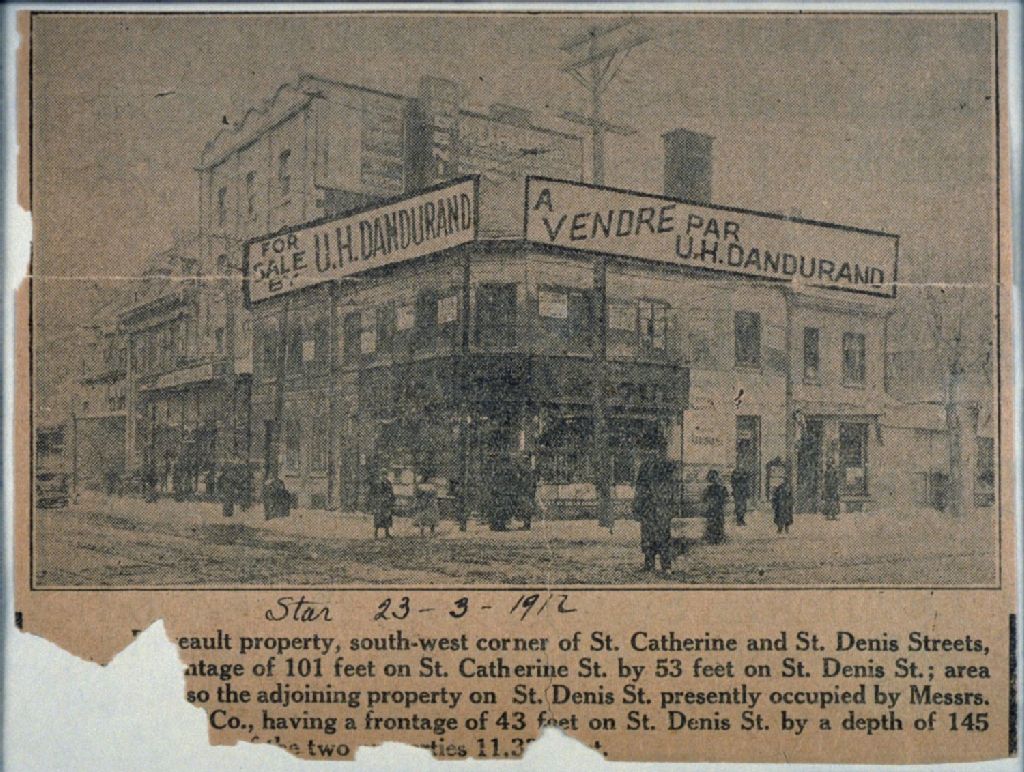 FOR
SALE
BY
U.H. DANDURAND
A
VENDRE PAR
U.H. DANDURAND
Star 23-3-1912
eault property, south-west corner of St. Catherine and St. Denis Streets,
ntage of 101 feet on St. Catherine St. by 53 feet on St. Denis St.; area
so the adjoining property on St. Denis St. presently occupied by Messrs.
Co., having a frontage of 43 feet on St. Denis St. by a depth of 145
the two